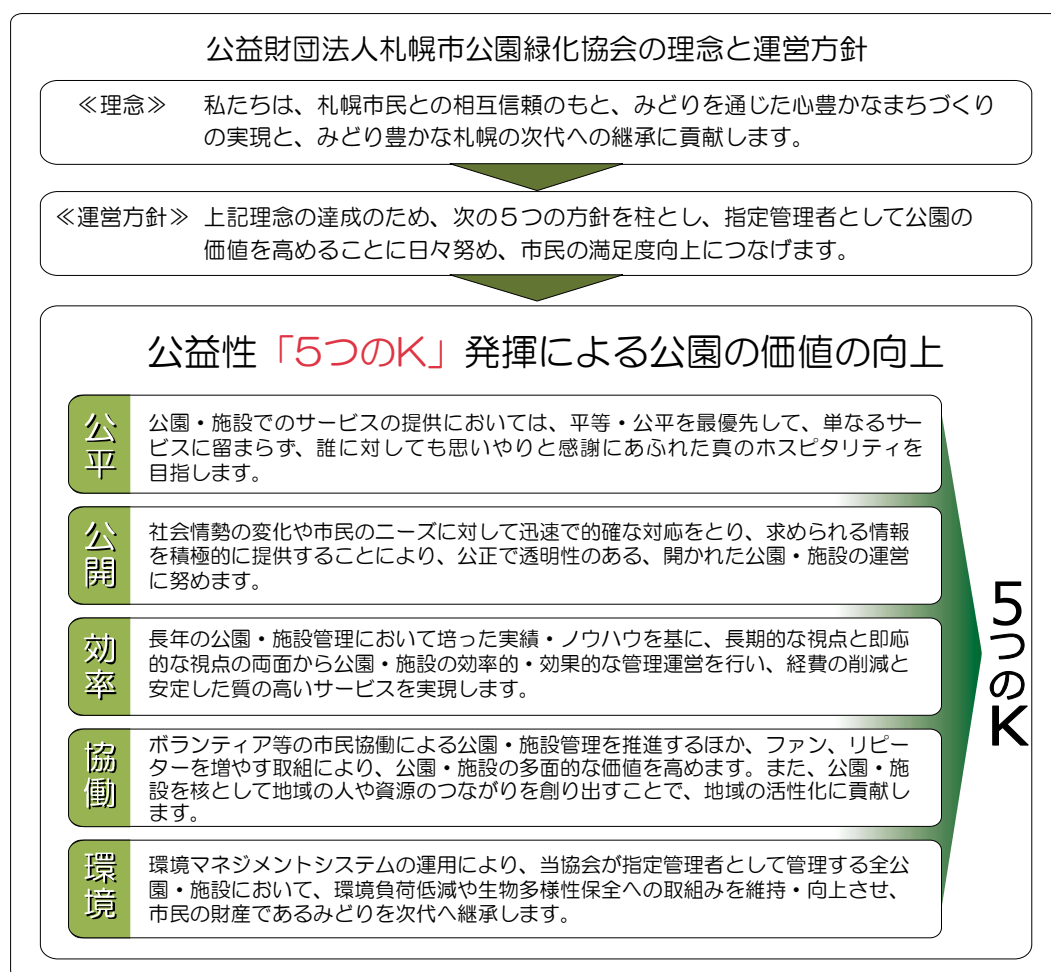 公益財団法人札幌市公園緑化協会の理念と運営方針
≪理念≫ 私たちは、札幌市民との相互信頼のもと、みどりを通じた心豊かなまちづくり
の実現と、みどり豊かな札幌の次代への継承に貢献します。
≪運営方針≫ 上記理念の達成のため、次の5つの方針を柱とし、指定管理者として公園の
価値を高めることに日々努め、市民の満足度向上につなげます。
公益性「5つのK」発揮による公園の価値の向上
公平
公園・施設でのサービスの提供においては、平等・公平を最優先して、単なるサー
ビスに留まらず、誰に対しても思いやりと感謝にあふれた真のホスピタリティを
目指します。
公開
社会情勢の変化や市民のニーズに対して迅速で的確な対応をとり、求められる情報
を積極的に提供することにより、公正で透明性のある、開かれた公園・施設の運営
に努めます。
効率
長年の公園・施設管理において培った実績・ノウハウを基に、長期的な視点と即応
的な視点の両面から公園・施設の効率的・効果的な管理運営を行い、経費の削減と
安定した質の高いサービスを実現します。
協働
ボランティア等の市民協働による公園・施設管理を推進するほか、ファン、リピー
ターを増やす取組により、公園・施設の多面的な価値を高めます。また、公園・施
設を核として地域の人や資源のつながりを創り出すことで、地域の活性化に貢献し
ます。
環境
環境マネジメントシステムの運用により、当協会が指定管理者として管理する全公
園・施設において、環境負荷低減や生物多様性保全への取組みを維持・向上させ、
市民の財産であるみどりを次代へ継承します。
5つのK